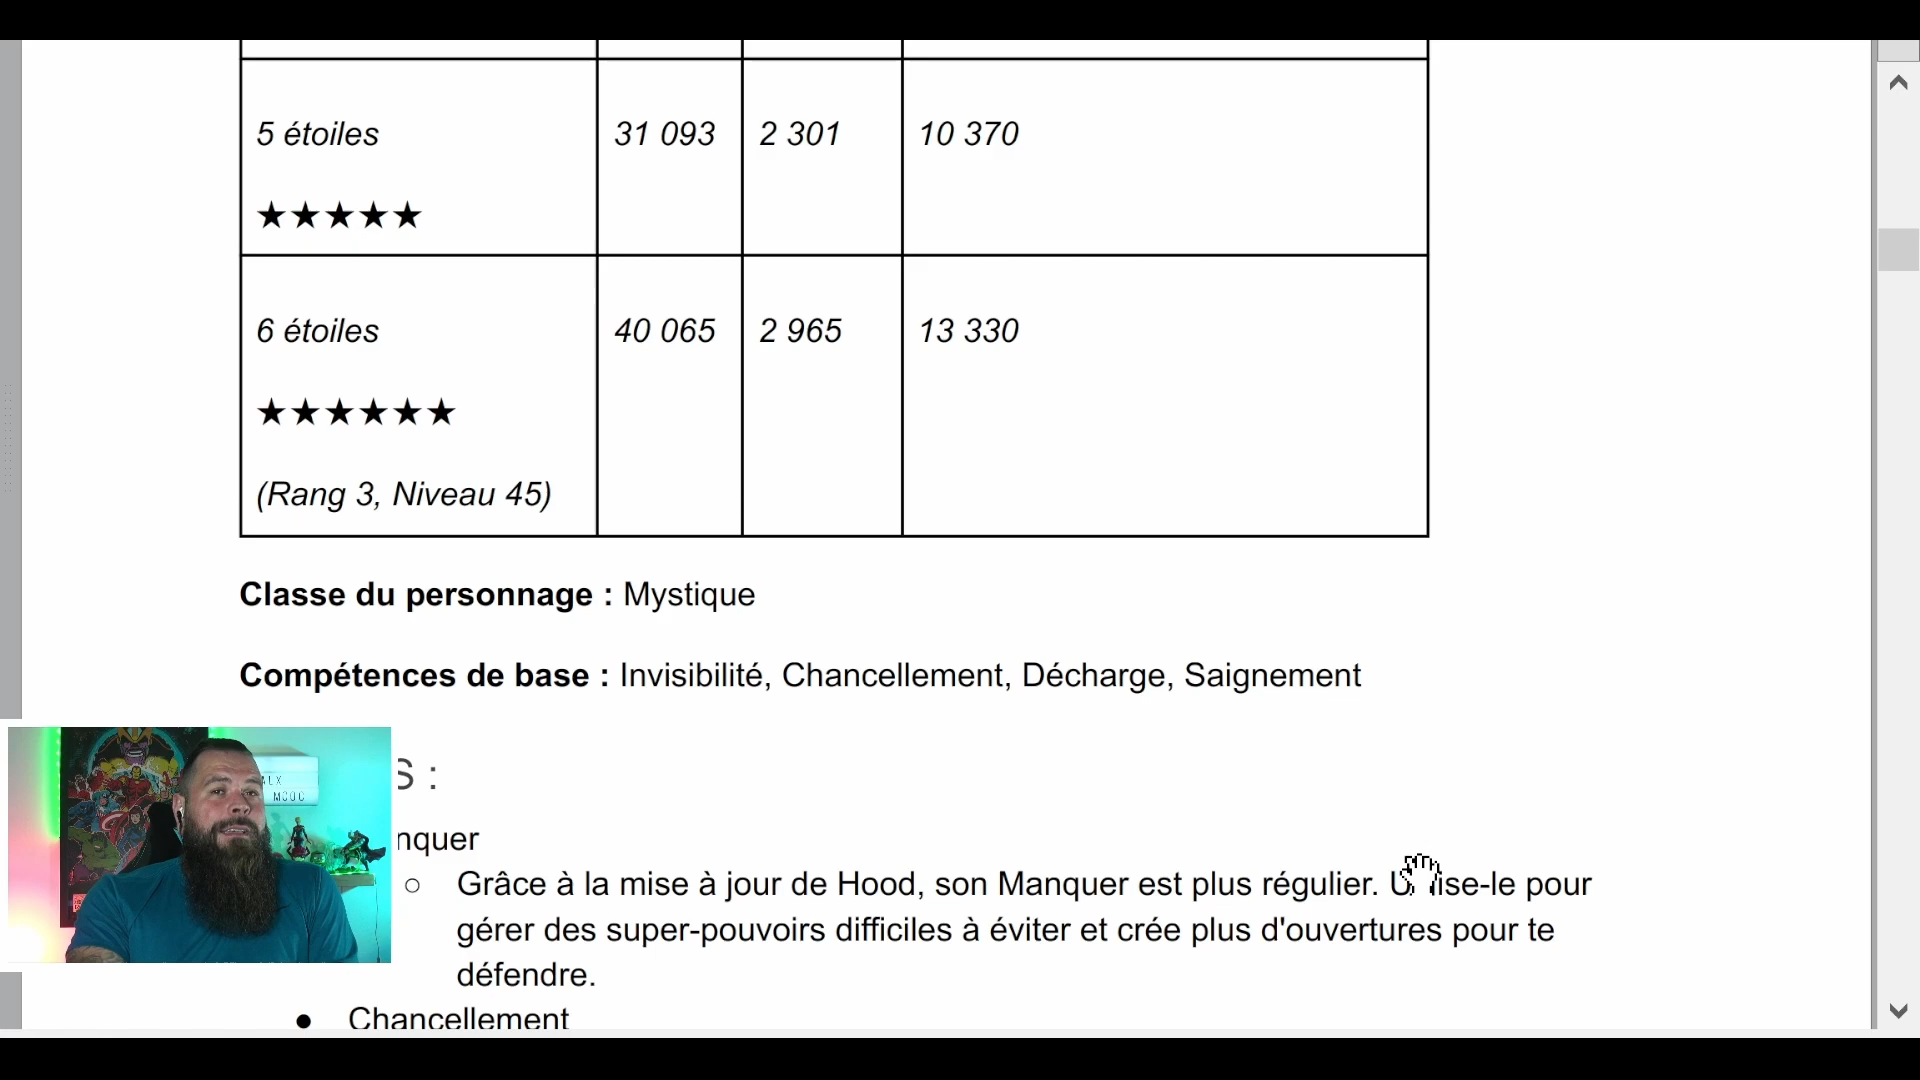 5 étoiles 31 093 2 301 10 370
★★★★★
6 étoiles 40 065 2 965 13 330
★★★★★★
(Rang 3, Niveau 45)
Classe du personnage : Mystique
Compétences de base : Invisibilité, Chancellement, Décharge, Saignement
S :
nquer
○ Grâce à la mise à jour de Hood, son Manquer est plus régulier. U ise-le pour
gérer des super-pouvoirs difficiles à éviter et crée plus d'ouvertures pour te
défendre.
● Chancellement
ALX
MCOC